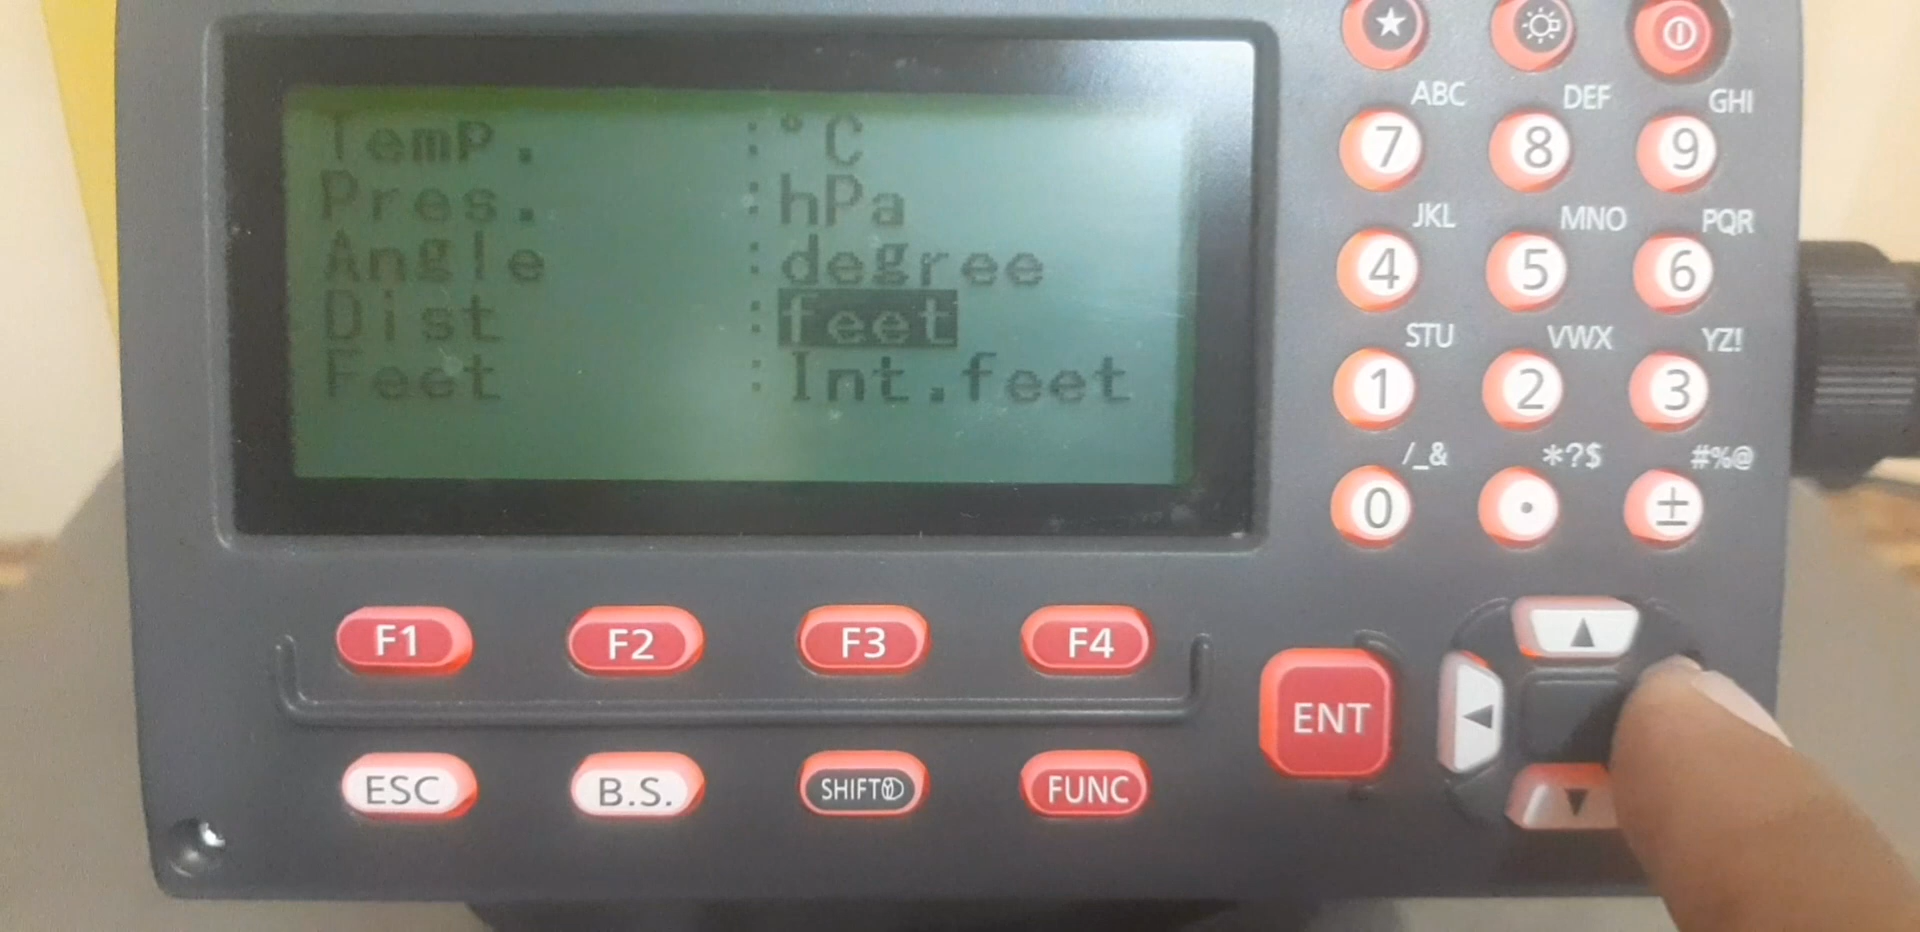 Temp. : °C
Pres. : hPa
Angle : degree
Dist : feet
Feet : Int.feet
ABC DEF GHI
7 8 9
JKL MNO PQR
4 5 6
STU VWX YZ!
1 2 3
/_& *?$ #%@
0 . ±
F1 F2 F3 F4
ENT
ESC B.S. SHIFT FUNC